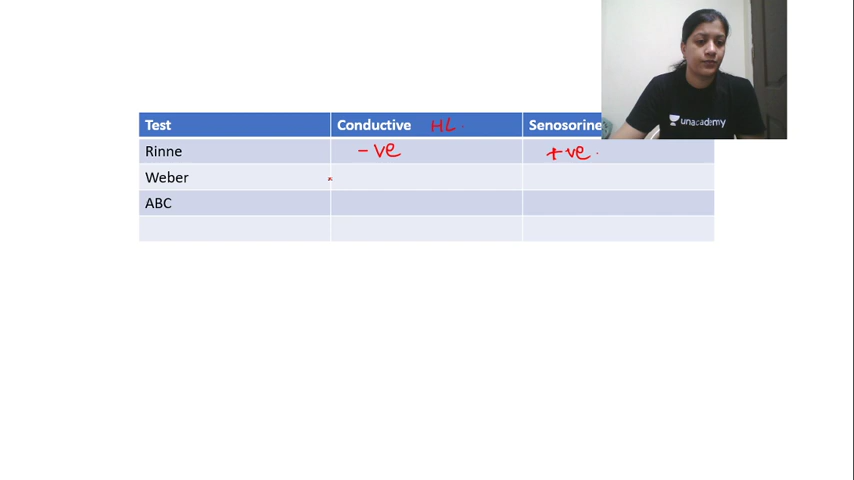 Test Conductive HL Senosorine
Rinne -ve +ve
Weber
ABC
unacademy